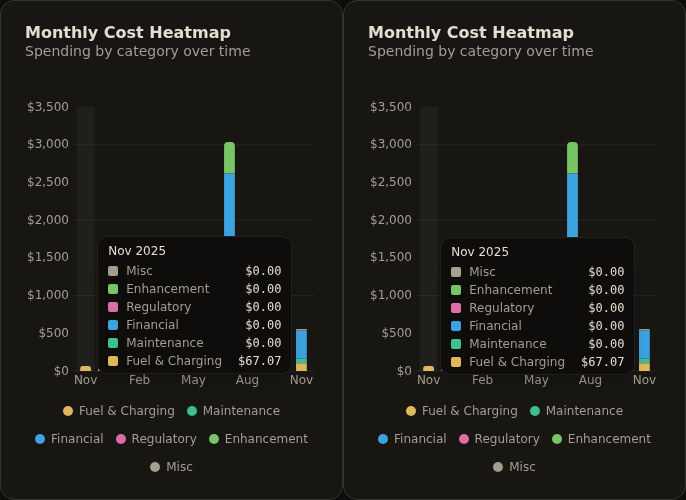 Monthly Cost Heatmap
Spending by category over time
$3,500
$3,000
$2,500
$2,000
$1,500
$1,000
$500
$0
Nov 2025
Misc $0.00
Enhancement $0.00
Regulatory $0.00
Financial $0.00
Maintenance $0.00
Fuel & Charging $67.07
Nov Feb May Aug Nov
Fuel & Charging Maintenance
Financial Regulatory Enhancement
Misc
Monthly Cost Heatmap
Spending by category over time
$3,500
$3,000
$2,500
$2,000
$1,500
$1,000
$500
$0
Nov 2025
Misc $0.00
Enhancement $0.00
Regulatory $0.00
Financial $0.00
Maintenance $0.00
Fuel & Charging $67.07
Nov Feb May Aug Nov
Fuel & Charging Maintenance
Financial Regulatory Enhancement
Misc